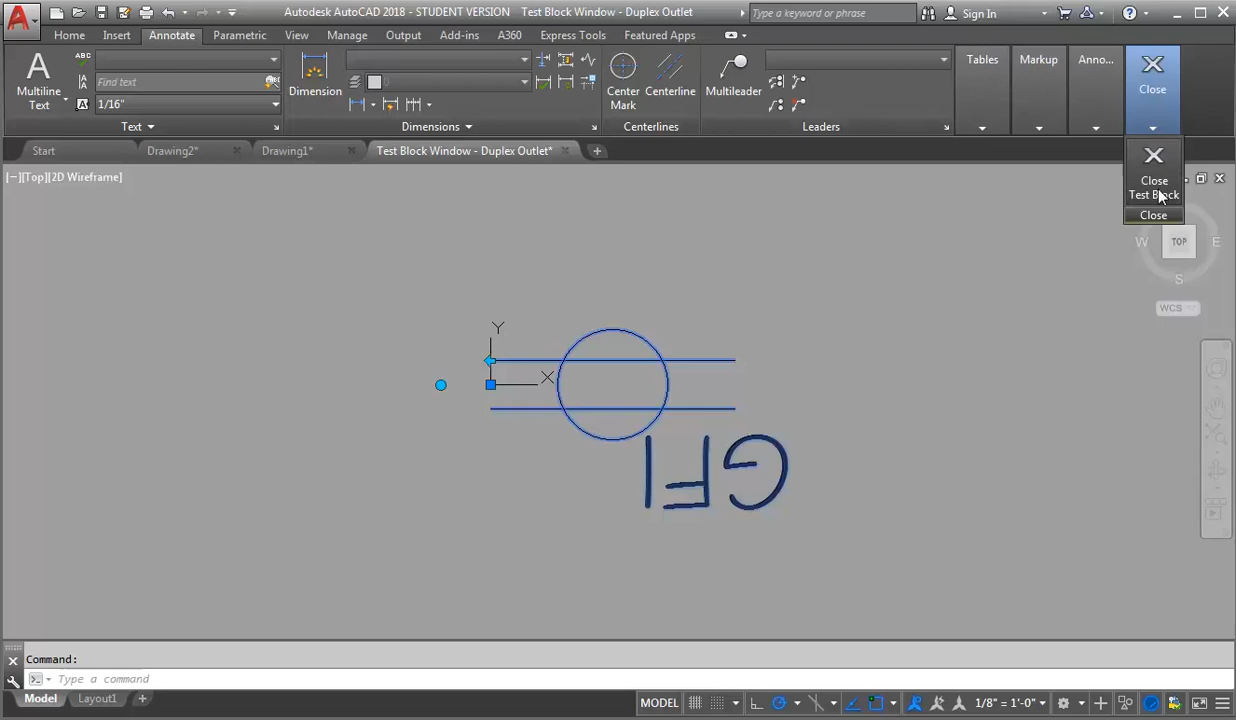 Autodesk AutoCAD 2018 - STUDENT VERSION Test Block Window - Duplex Outlet
Type a keyword or phrase
Sign In
Home Insert Annotate Parametric View Manage Output Add-ins A360 Express Tools Featured Apps
Multiline
Text
ABC
Find text
1/16"
Text
Dimension
0
Dimensions
Center
Mark
Centerline
Centerlines
Multileader
Leaders
Tables
Markup
Anno...
Close
Close
Test Block
Close
Start Drawing2* Drawing1* Test Block Window - Duplex Outlet*
[−][Top][2D Wireframe]
W TOP E
S
WCS
Y
X
GFI
Command:
Type a command
Model Layout1
MODEL
1/8" = 1'-0"